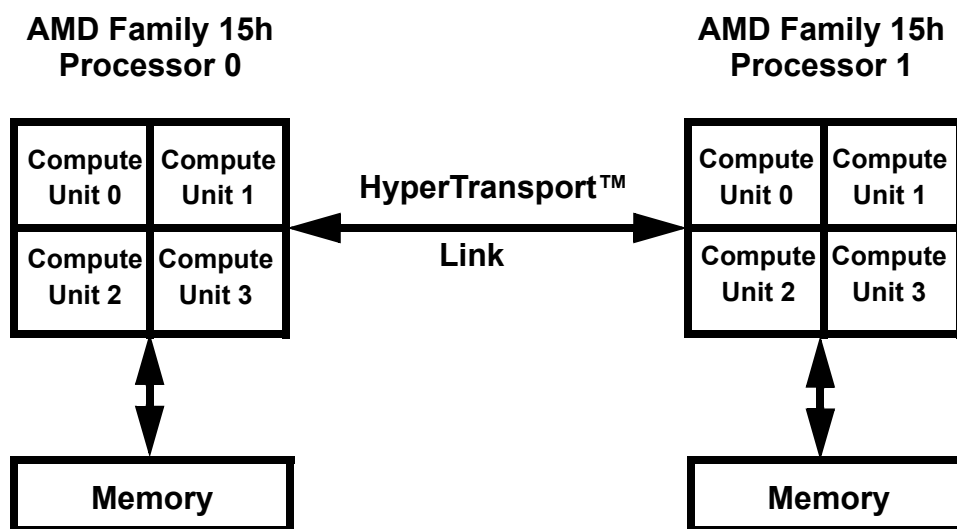 AMD Family 15h
Processor 0
AMD Family 15h
Processor 1
Compute
Unit 0
Compute
Unit 1
Compute
Unit 2
Compute
Unit 3
HyperTransport™
Link
Compute
Unit 0
Compute
Unit 1
Compute
Unit 2
Compute
Unit 3
Memory
Memory